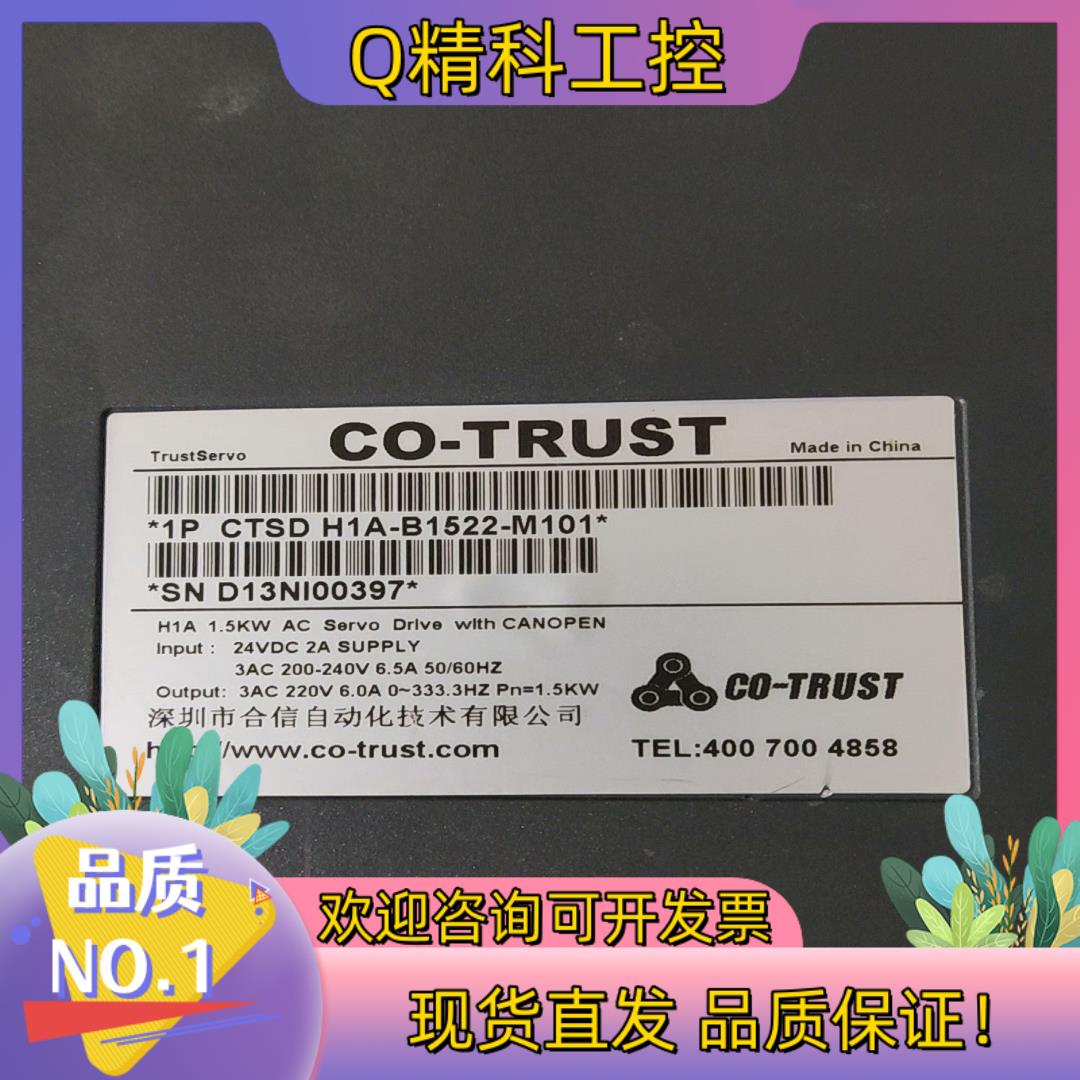 Q精科工控
TrustServo
CO-TRUST
Made in China
*1P CTSD H1A-B1522-M101*
*SN D13NI00397*
H1A 1.5KW AC Servo Drive with CANOPEN
Input : 24VDC 2A SUPPLY
3AC 200-240V 6.5A 50/60HZ
Output: 3AC 220V 6.0A 0~333.3HZ Pn=1.5KW
CO-TRUST
深圳市合信自动化技术有限公司
www.co-trust.com
TEL:400 700 4858
品质
NO.1
欢迎咨询可开发票
现货直发 品质保证!